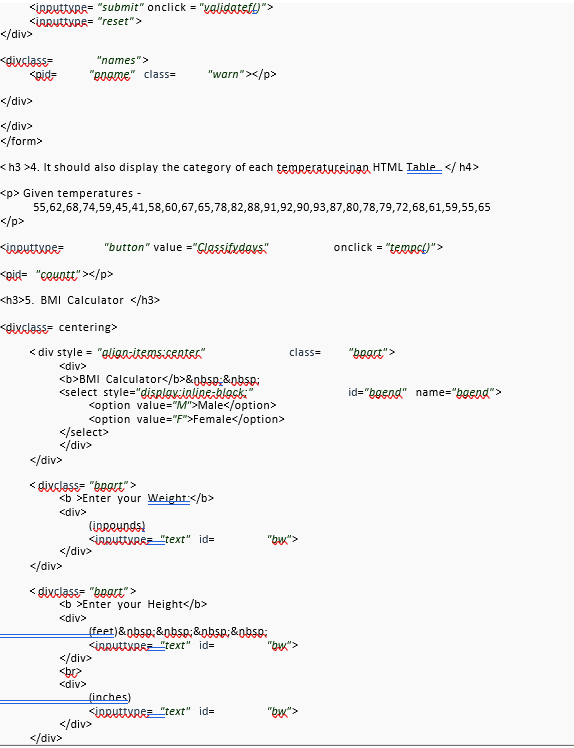 <inputtype= "submit" onclick = "validatef()">
<inputtype= "reset" >
</div>
<divclass= "names">
<pid= "pname" class= "warn"></p>
</div>
</div>
</form>
<h3 >4. It should also display the category of each temperatureinan HTML Table </ h4>
<p> Given temperatures -
55,62,68,74,59,45,41,58,60,67,65,78,82,88,91,92,90,93,87,80,78,79,72,68,61,59,55,65
</p>
<inputtype= "button" value ="Classifydays" onclick = "tempc()">
<pid= "countt" ></p>
<h3>5. BMI Calculator </h3>
<divclass= centering>
< div style = "align-items:center" class= "bpart">
<div>
<b>BMI Calculator</b>&nbsp;&nbsp;
<select style="display:inline-black;" id="bgend" name="bgend">
<option value="M">Male</option>
<option value="F">Female</option>
</select>
</div>
</div>
< divclass= "bpart">
<b >Enter your Weight:</b>
<div>
(inpounds)
<inputtype= "text" id= "bw">
</div>
</div>
< divclass= "bpart" >
<b >Enter your Height</b>
<div>
(feet)&nbsp;&nbsp;&nbsp;&nbsp;
<inputtype= "text" id= "bw">
</div>
<br>
<div>
(inches)
<inputtype= "text" id= "bw">
</div>
</div>